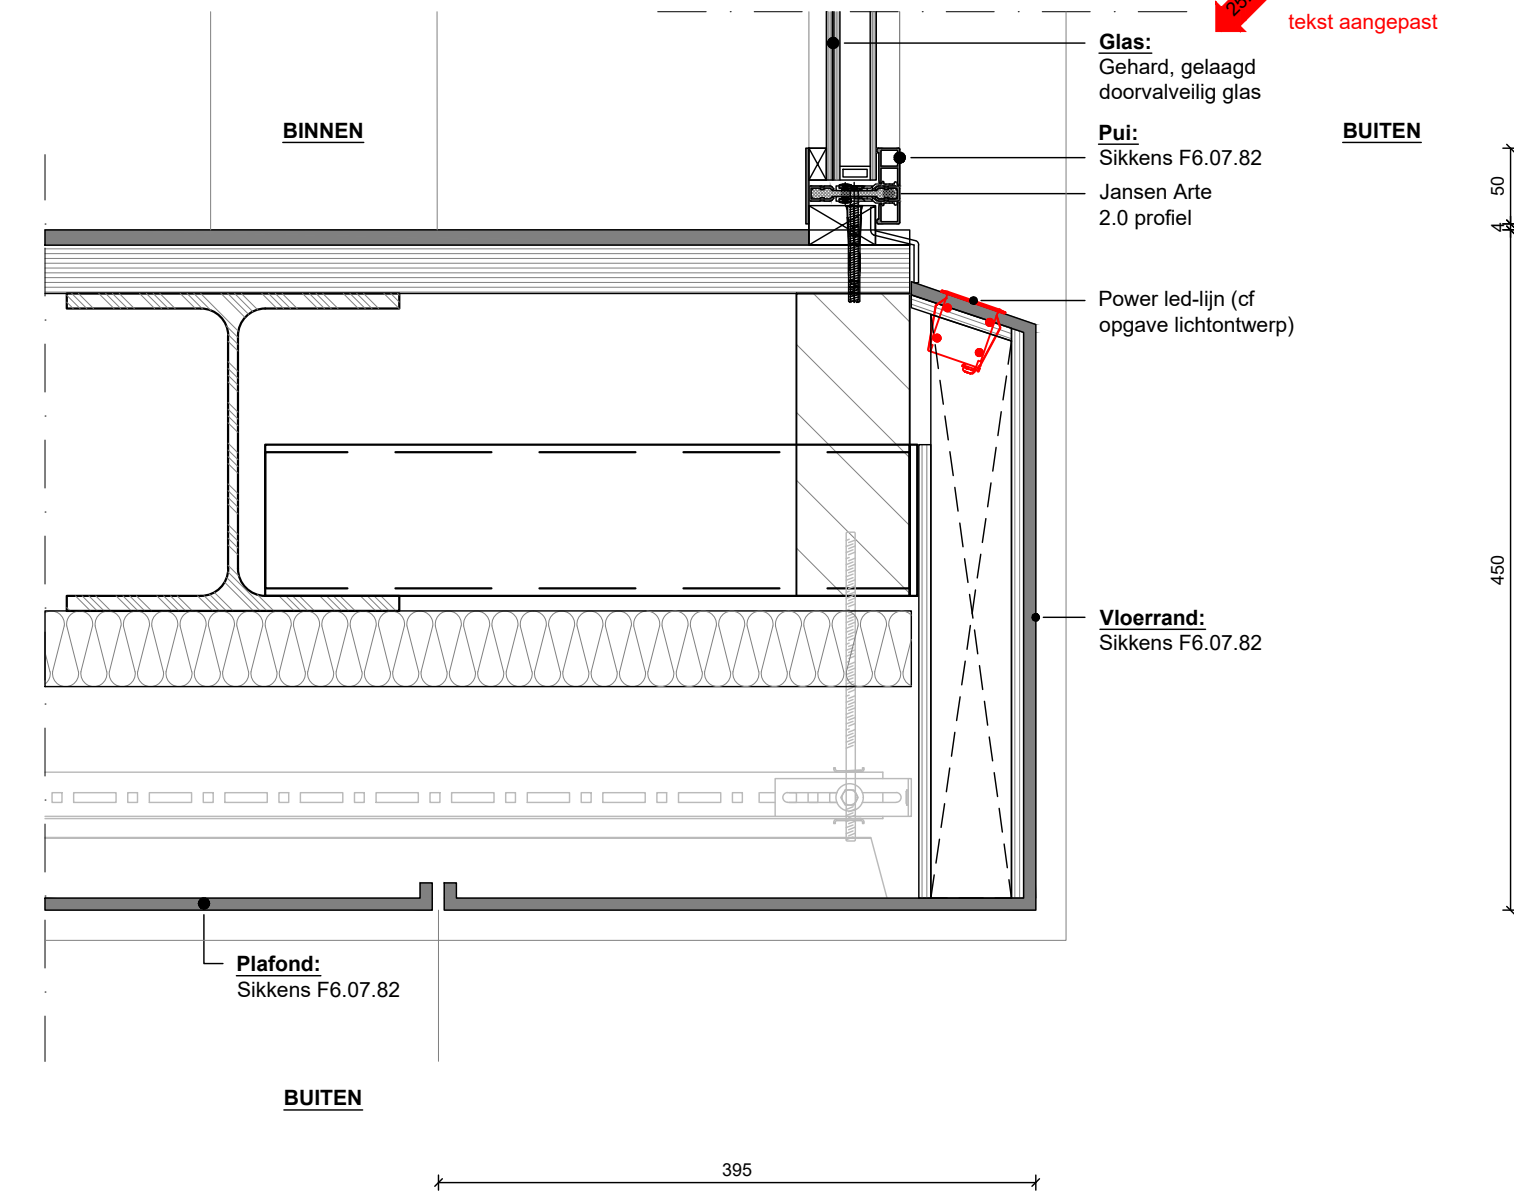 tekst aangepast
Glas:
Gehard, gelaagd
doorvalveilig glas
BINNEN
Pui:
Sikkens F6.07.82
BUITEN
Jansen Arte
2.0 profiel
50
4
Power led-lijn (cf
opgave lichtontwerp)
450
Vloerrand:
Sikkens F6.07.82
Plafond:
Sikkens F6.07.82
BUITEN
395